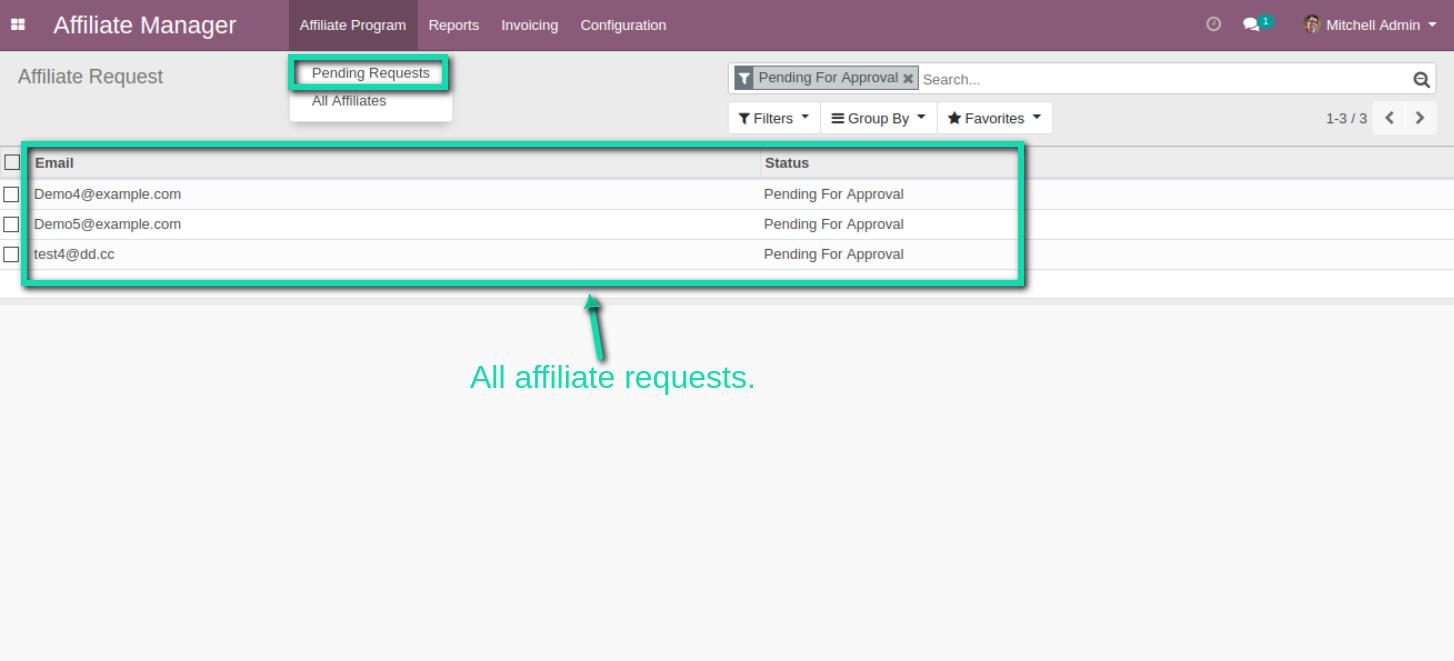 Affiliate Manager Affiliate Program Reports Invoicing Configuration 1 Mitchell Admin
Affiliate Request Pending Requests Pending For Approval Search...
All Affiliates
Filters Group By Favorites 1-3 / 3
Email Status
Demo4@example.com Pending For Approval
Demo5@example.com Pending For Approval
test4@dd.cc Pending For Approval
All affiliate requests.